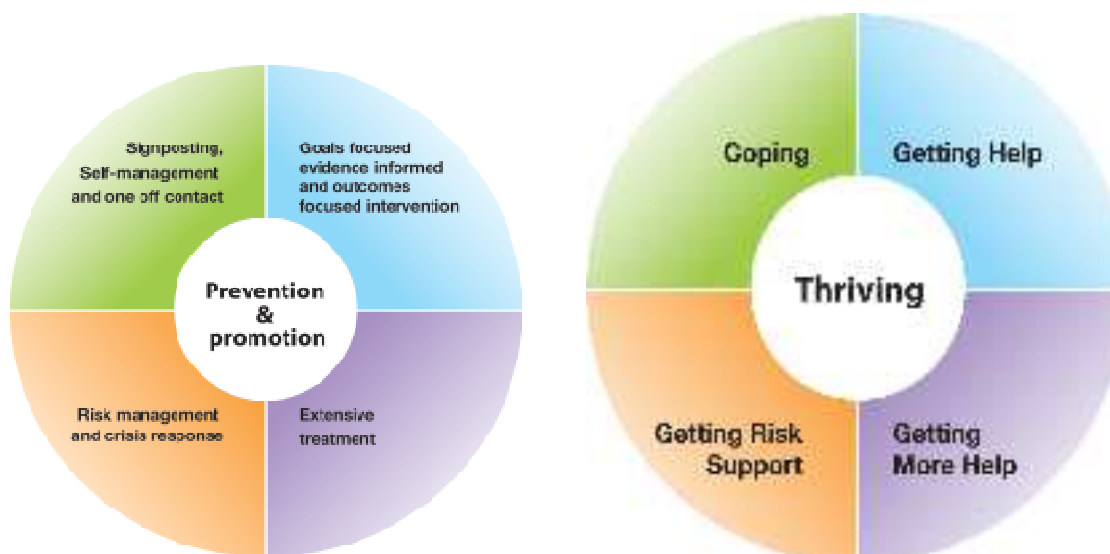 Signposting,
Self-management
and one off contact
Goals focused
evidence informed
and outcomes
focused intervention
Prevention
&
promotion
Risk management
and crisis response
Extensive
treatment
Coping
Getting Help
Thriving
Getting Risk
Support
Getting
More Help